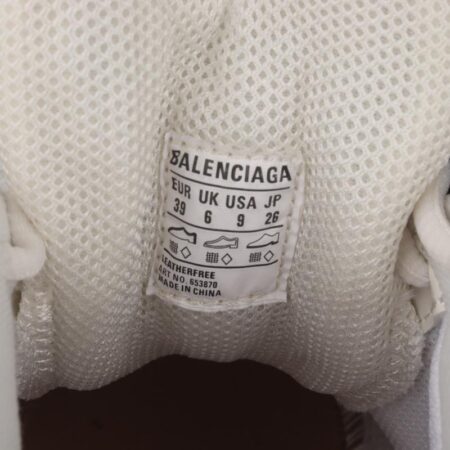 BALENCIAGA
EUR UK USA JP
39 6 9 26
LEATHERFREE
ART NO. 653870
MADE IN CHINA